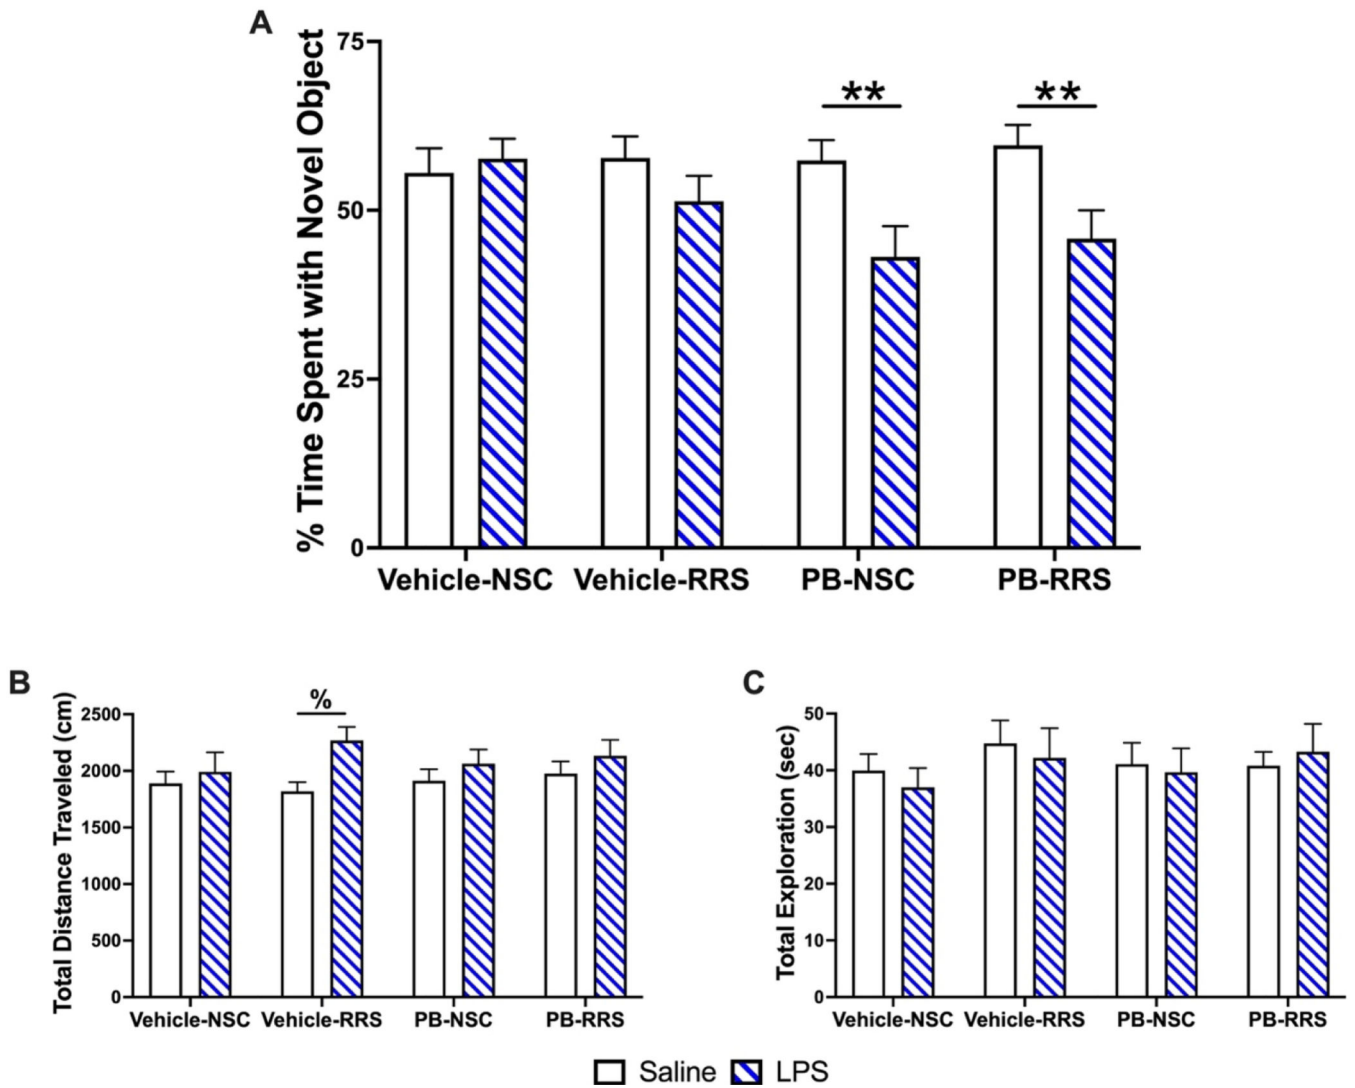 A
% Time Spent with Novel Object
75
50
25
0
** **
Vehicle-NSC Vehicle-RRS PB-NSC PB-RRS
B
Total Distance Traveled (cm)
2500
2000
1500
1000
500
0
%
Vehicle-NSC Vehicle-RRS PB-NSC PB-RRS
C
Total Exploration (sec)
50
40
30
20
10
0
Vehicle-NSC Vehicle-RRS PB-NSC PB-RRS
Saline LPS